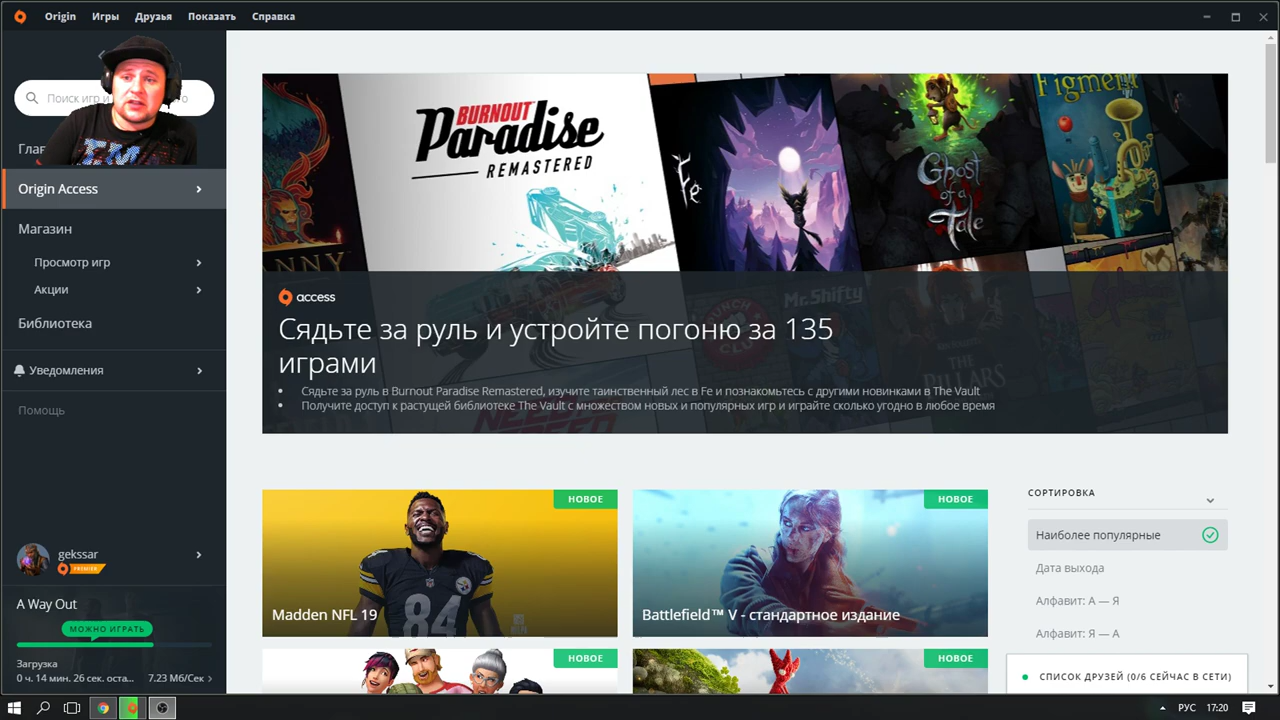 Origin Игры Друзья Показать Справка
Поиск игр и
Origin Access
Магазин
Просмотр игр
Акции
Библиотека
Уведомления
Помощь
gekssar
PREMIER
A Way Out
МОЖНО ИГРАТЬ
Загрузка
0 ч. 14 мин. 26 сек. оста... 7.23 Мб/Сек
BURNOUT
Paradise
REMASTERED
Fe
Ghost
of a
Tale
Figment
Mr.Shifty
THE
PILLARS
access
Сядьте за руль и устройте погоню за 135
играми
• Сядьте за руль в Burnout Paradise Remastered, изучите таинственный лес в Fe и познакомьтесь с другими новинками в The Vault
• Получите доступ к растущей библиотеке The Vault с множеством новых и популярных игр и играйте сколько угодно в любое время
НОВОЕ
84
Madden NFL 19
НОВОЕ
Battlefield™ V - стандартное издание
НОВОЕ
НОВОЕ
СОРТИРОВКА
Наиболее популярные
Дата выхода
Алфавит: А — Я
Алфавит: Я — А
СПИСОК ДРУЗЕЙ (0/6 СЕЙЧАС В СЕТИ)
РУС 17:20